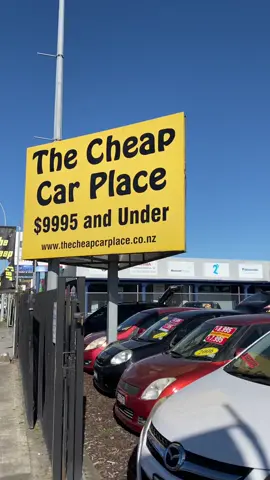 The Cheap
Car Place
$9995 and Under
www.thecheapcarplace.co.nz